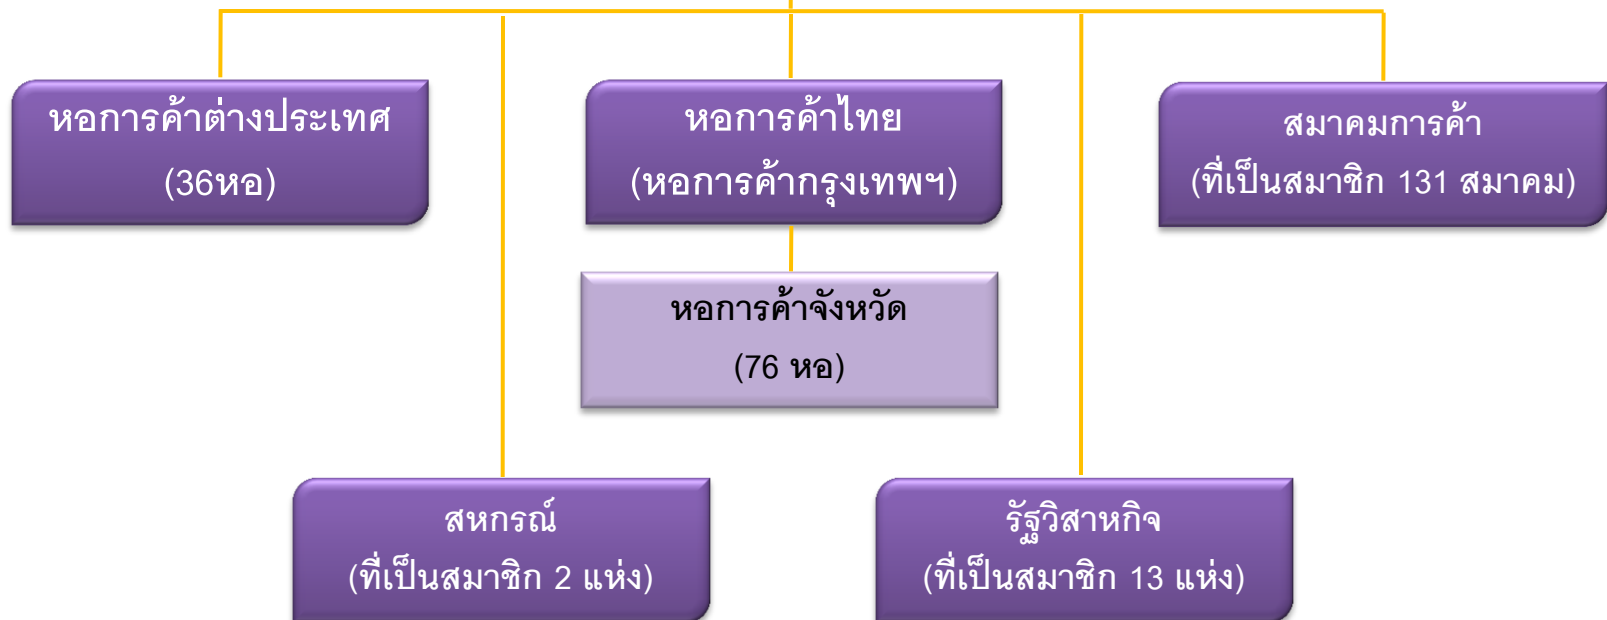 หอการค้าต่างประเทศ
(36หอ)
หอการค้าไทย
(หอการค้ากรุงเทพฯ)
สมาคมการค้า
(ที่เป็นสมาชิก 131 สมาคม)
หอการค้าจังหวัด
(76 หอ)
สหกรณ์
(ที่เป็นสมาชิก 2 แห่ง)
รัฐวิสาหกิจ
(ที่เป็นสมาชิก 13 แห่ง)